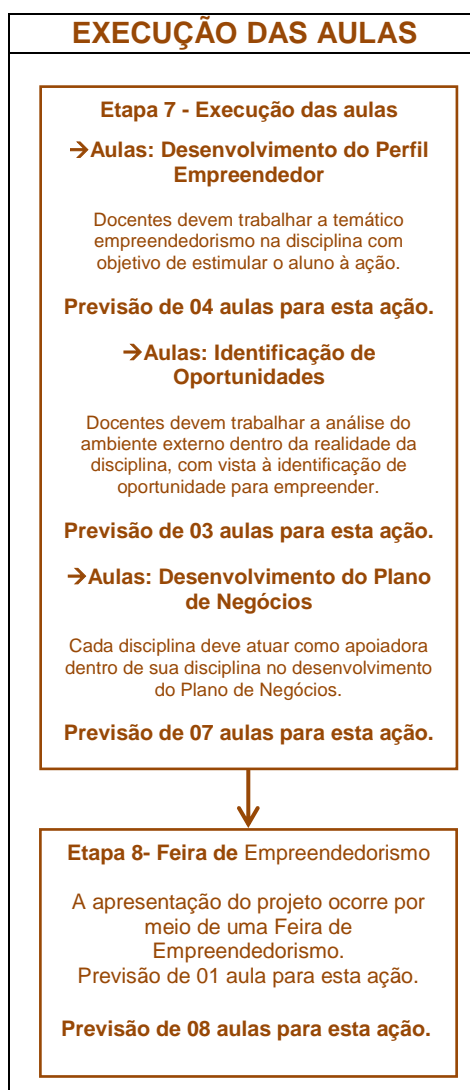 EXECUÇÃO DAS AULAS
Etapa 7 - Execução das aulas
→Aulas: Desenvolvimento do Perfil
Empreendedor
Docentes devem trabalhar a temático
empreendedorismo na disciplina com
objetivo de estimular o aluno à ação.
Previsão de 04 aulas para esta ação.
→Aulas: Identificação de
Oportunidades
Docentes devem trabalhar a análise do
ambiente externo dentro da realidade da
disciplina, com vista à identificação de
oportunidade para empreender.
Previsão de 03 aulas para esta ação.
→Aulas: Desenvolvimento do Plano
de Negócios
Cada disciplina deve atuar como apoiadora
dentro de sua disciplina no desenvolvimento
do Plano de Negócios.
Previsão de 07 aulas para esta ação.
Etapa 8- Feira de Empreendedorismo
A apresentação do projeto ocorre por
meio de uma Feira de
Empreendedorismo.
Previsão de 01 aula para esta ação.
Previsão de 08 aulas para esta ação.